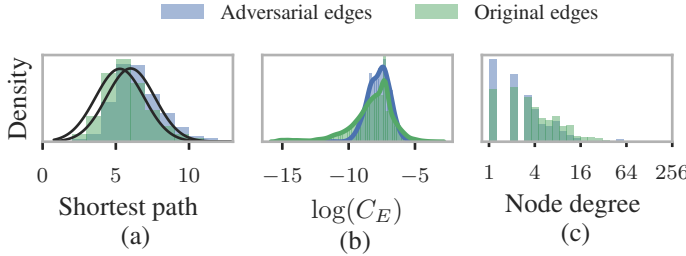 Adversarial edges Original edges
Density
0 5 10
−15 −10 −5
1 4 16 64 256
Shortest path
log(C_E)
Node degree
(a)
(b)
(c)